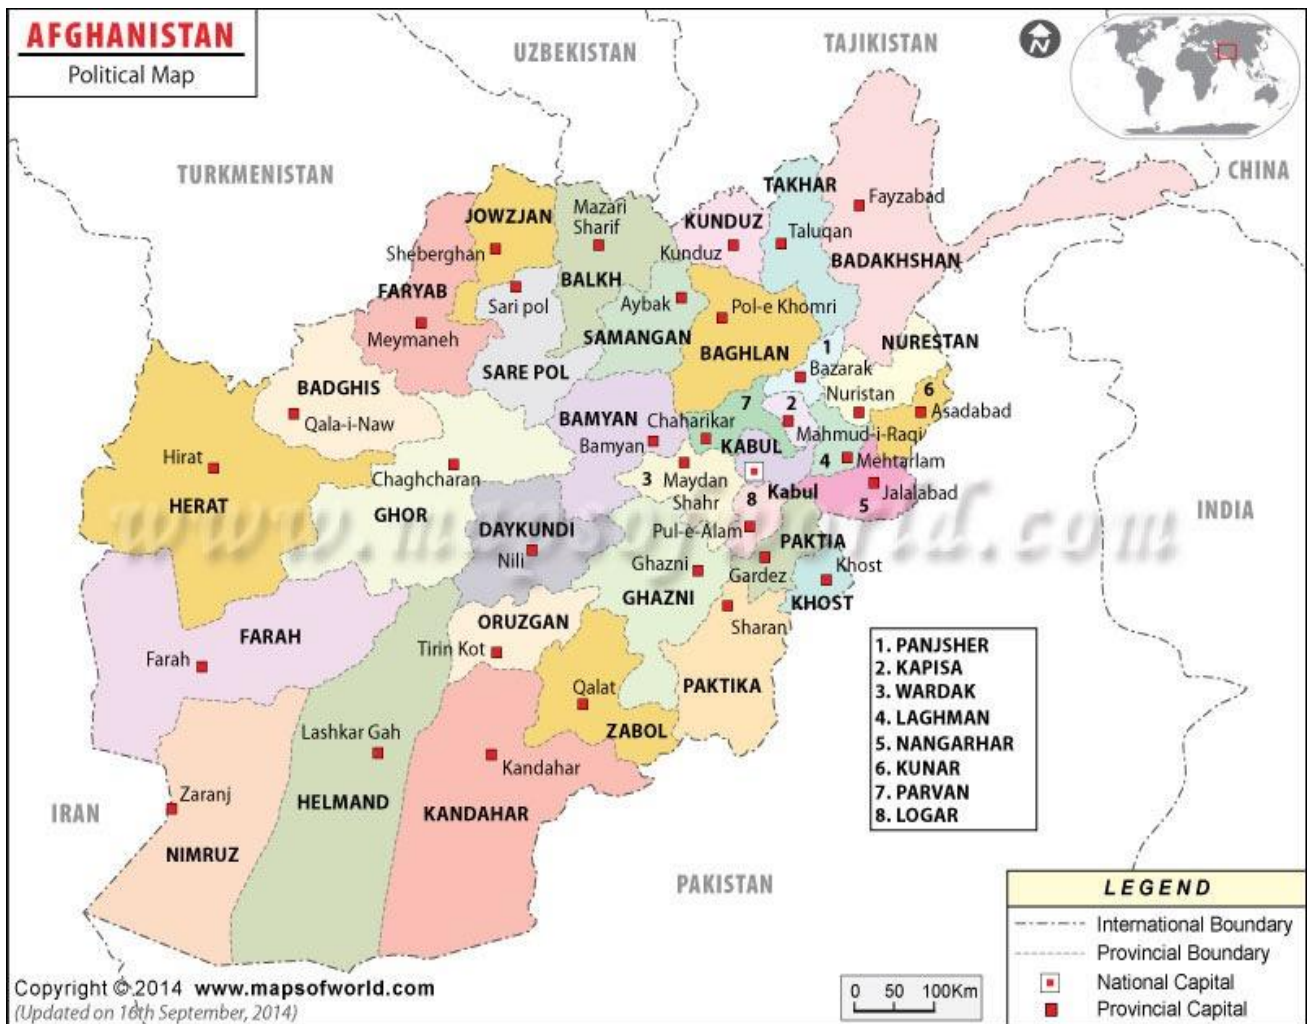 AFGHANISTAN
Political Map
UZBEKISTAN
TAJIKISTAN
N
TURKMENISTAN
CHINA
TAKHAR
Fayzabad
JOWZJAN
Mazari
Sharif
KUNDUZ
Taluqan
Sheberghan
Kunduz
BADAKHSHAN
FARYAB
BALKH
Sari pol
Aybak
Pol-e Khomri
Meymaneh
SAMANGAN
BAGHLAN
1
NURESTAN
SARE POL
Bazarak
BADGHIS
Nuristan
6
Qala-i-Naw
BAMYAN
Chaharikar
7
2
Asadabad
Bamyan
KABUL
Mahmud-i-Raqi
Hirat
Chaghcharan
3
Maydan
Shahr
4
Mehtarlam
Kabul
Jalalabad
HERAT
GHOR
8
5
INDIA
www.mapsofworld.com
DAYKUNDI
Pul-e-Alam
PAKTIA
Nili
Ghazni
Gardez
Khost
GHAZNI
KHOST
ORUZGAN
Sharan
FARAH
Tirin Kot
Farah
Qalat
PAKTIKA
ZABOL
1. PANJSHER
2. KAPISA
3. WARDAK
4. LAGHMAN
5. NANGARHAR
6. KUNAR
7. PARVAN
8. LOGAR
Lashkar Gah
Kandahar
Zaranj
IRAN
HELMAND
KANDAHAR
NIMRUZ
PAKISTAN
LEGEND
International Boundary
Provincial Boundary
National Capital
Provincial Capital
0 50 100Km
Copyright © 2014 www.mapsofworld.com
(Updated on 16th September, 2014)